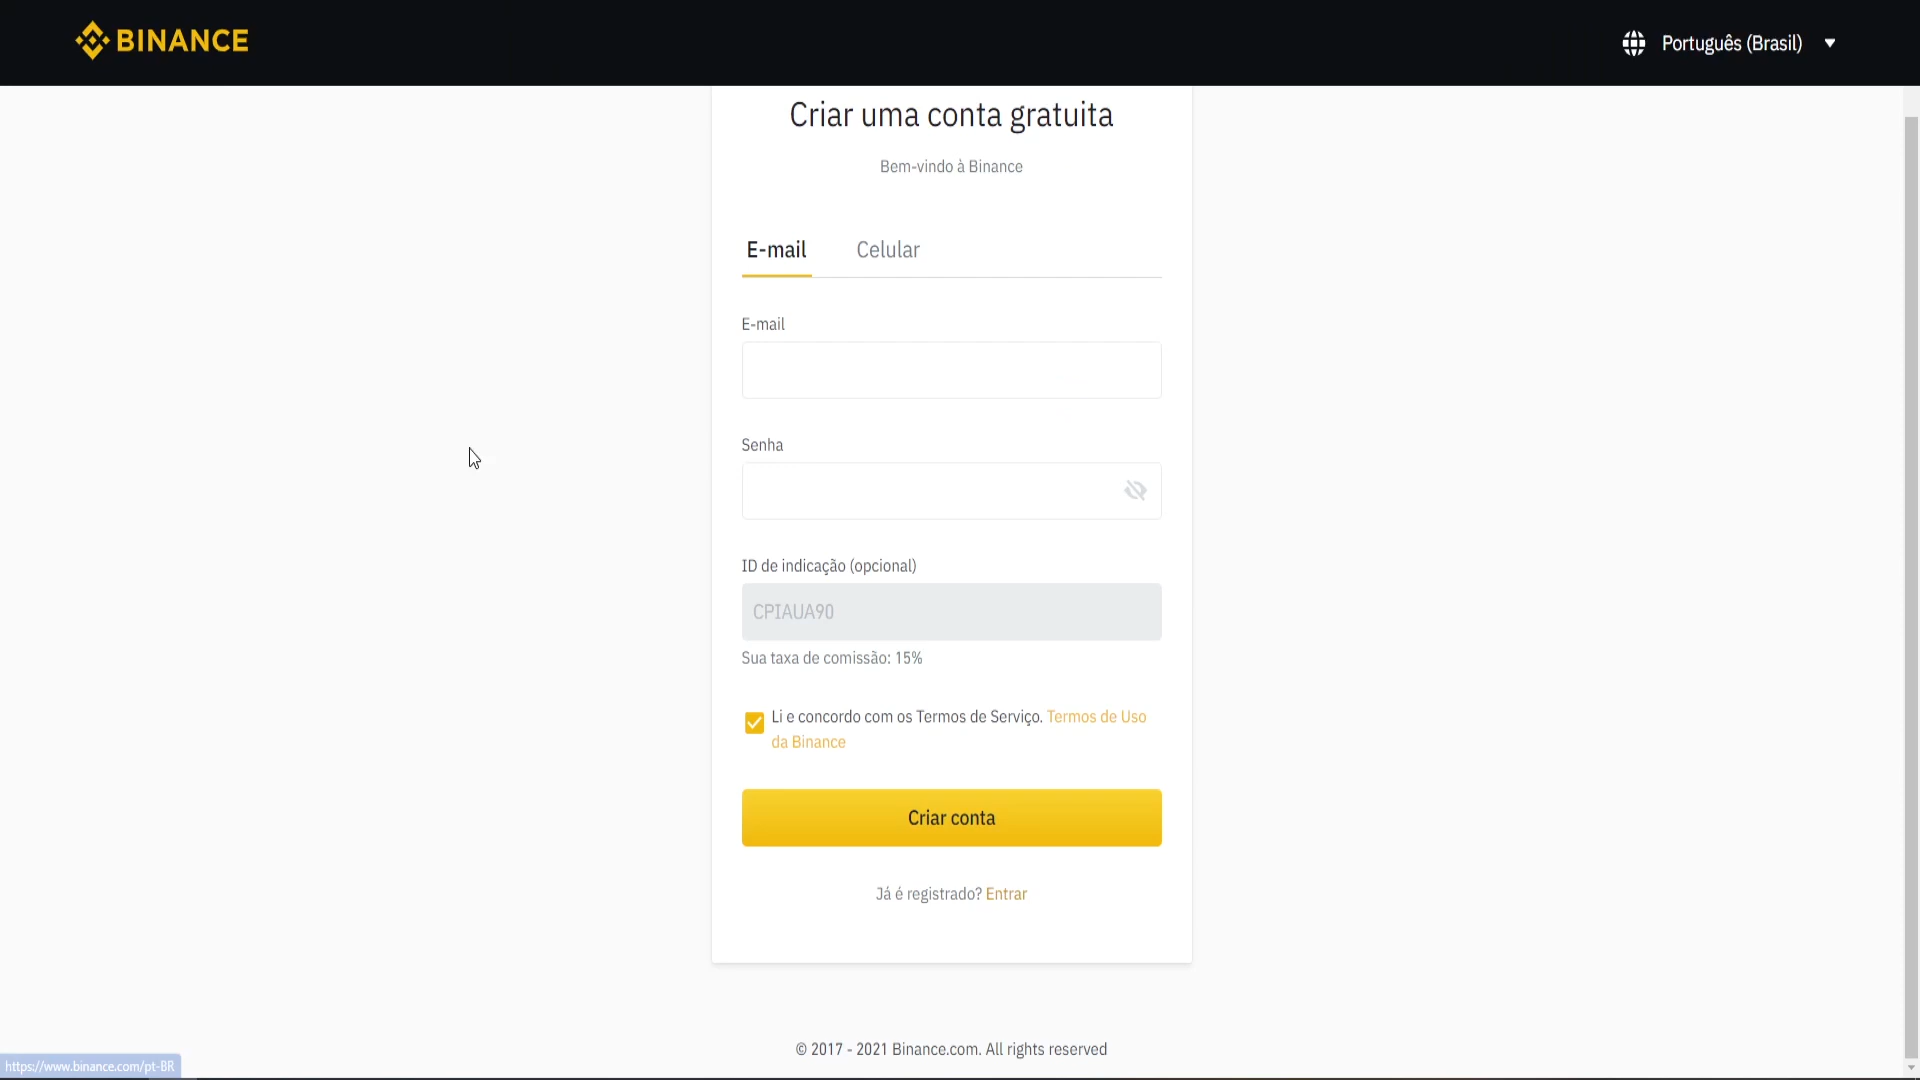 BINANCE
Português (Brasil)
Criar uma conta gratuita
Bem-vindo à Binance
E-mail
Celular
E-mail
Senha
ID de indicação (opcional)
CPIAUA90
Sua taxa de comissão: 15%
Li e concordo com os Termos de Serviço. Termos de Uso
da Binance
Criar conta
Já é registrado? Entrar
© 2017 - 2021 Binance.com. All rights reserved
https://www.binance.com/pt-BR